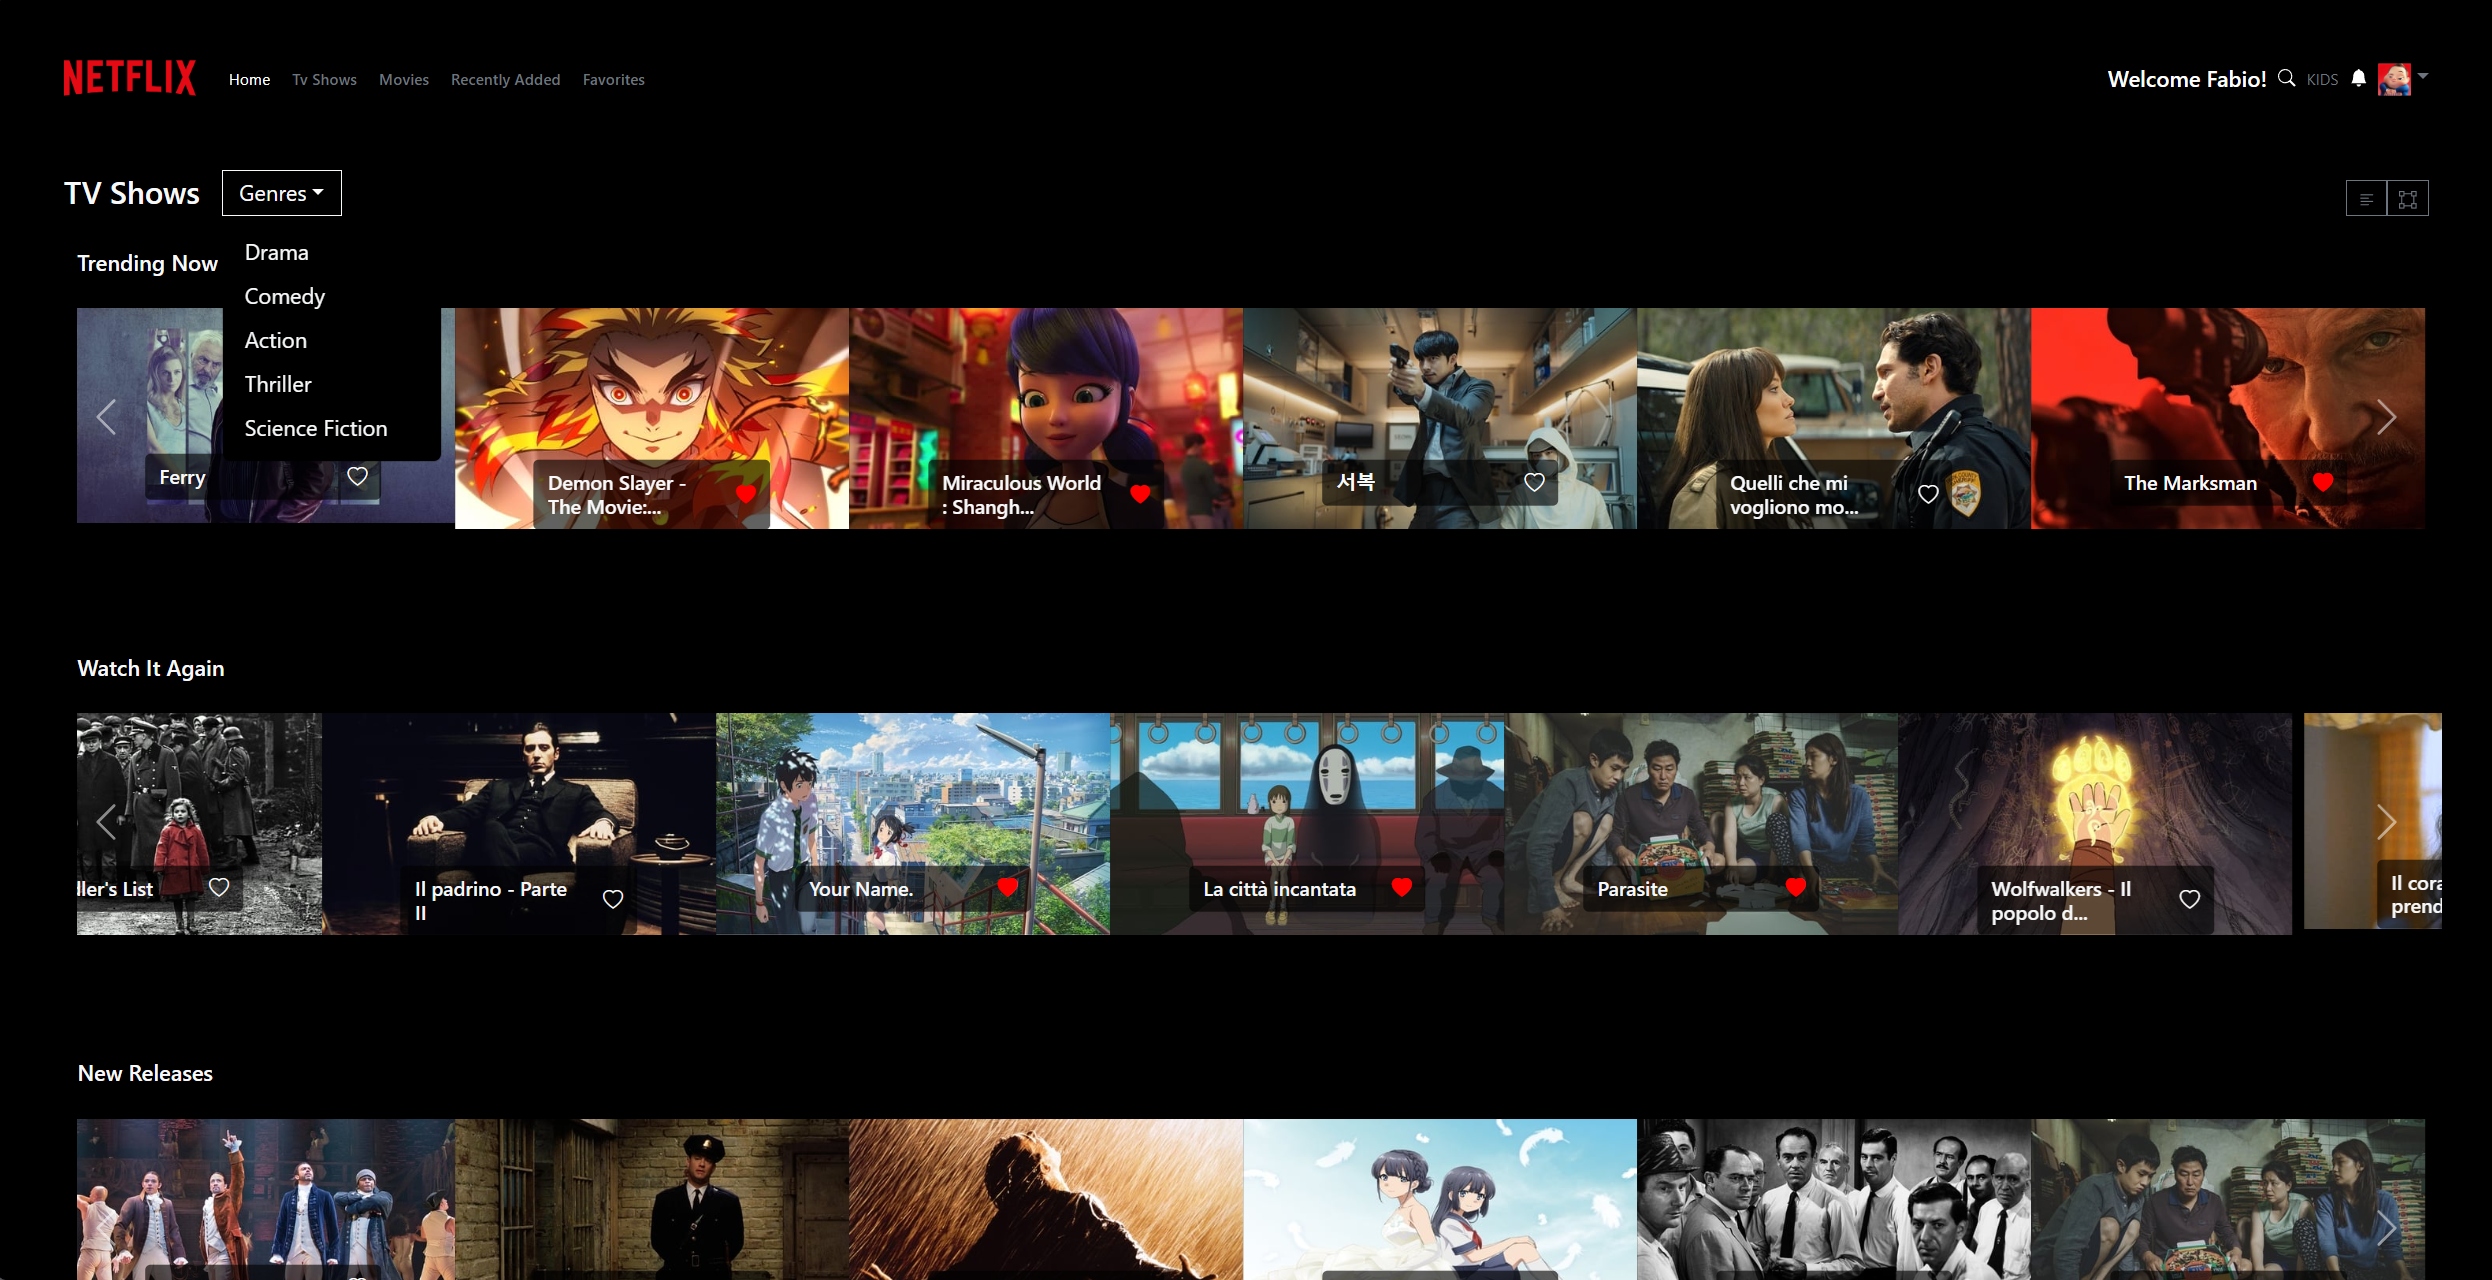 NETFLIX
Home
Tv Shows
Movies
Recently Added
Favorites
Welcome Fabio!
KIDS
TV Shows
Genres
Drama
Comedy
Action
Thriller
Science Fiction
Trending Now
Ferry
Demon Slayer -
The Movie:...
Miraculous World
: Shangh...
서복
Quelli che mi
vogliono mo...
The Marksman
Watch It Again
ller's List
Il padrino - Parte
II
Your Name.
La città incantata
Parasite
Wolfwalkers - Il
popolo d...
Il cora
prend
New Releases